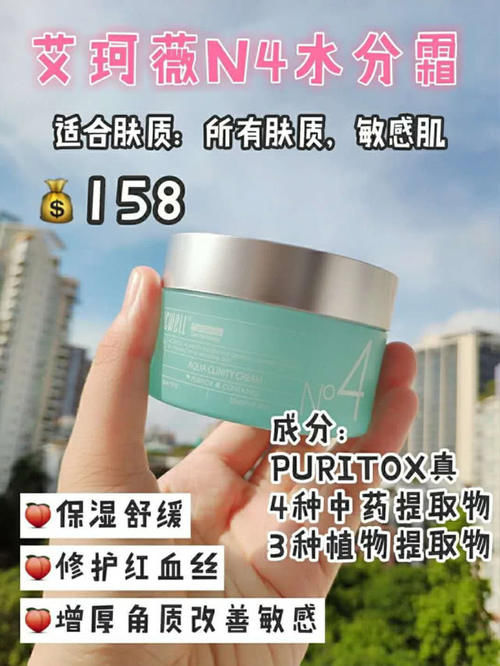 艾珂薇N4水分霜
适合肤质：所有肤质，敏感肌
158
cwell
AQUA CLINITY CREAM
No 4
成分：
PURITOX真
4种中药提取物
3种植物提取物
保湿舒缓
修护红血丝
增厚角质改善敏感